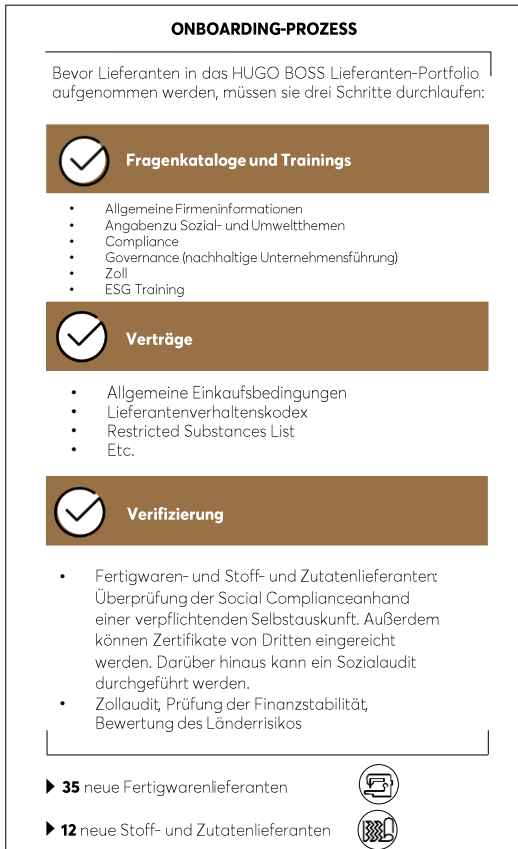 ONBOARDING-PROZESS
Bevor Lieferanten in das HUGO BOSS Lieferanten-Portfolio
aufgenommen werden, müssen sie drei Schritte durchlaufen:
Fragenkataloge und Trainings
• Allgemeine Firmeninformationen
• Angaben zu Sozial- und Umweltthemen
• Compliance
• Governance (nachhaltige Unternehmensführung)
• Zoll
• ESG Training
Verträge
• Allgemeine Einkaufsbedingungen
• Lieferantenverhaltenskodex
• Restricted Substances List
• Etc.
Verifizierung
• Fertigwaren- und Stoff- und Zutatenlieferanten:
Überprüfung der Social Complianceanhand
einer verpflichtenden Selbstauskunft. Außerdem
können Zertifikate von Dritten eingereicht
werden. Darüber hinaus kann ein Sozialaudit
durchgeführt werden.
• Zollaudit, Prüfung der Finanzstabilität,
Bewertung des Länderrisikos
35 neue Fertigwarenlieferanten
12 neue Stoff- und Zutatenlieferanten